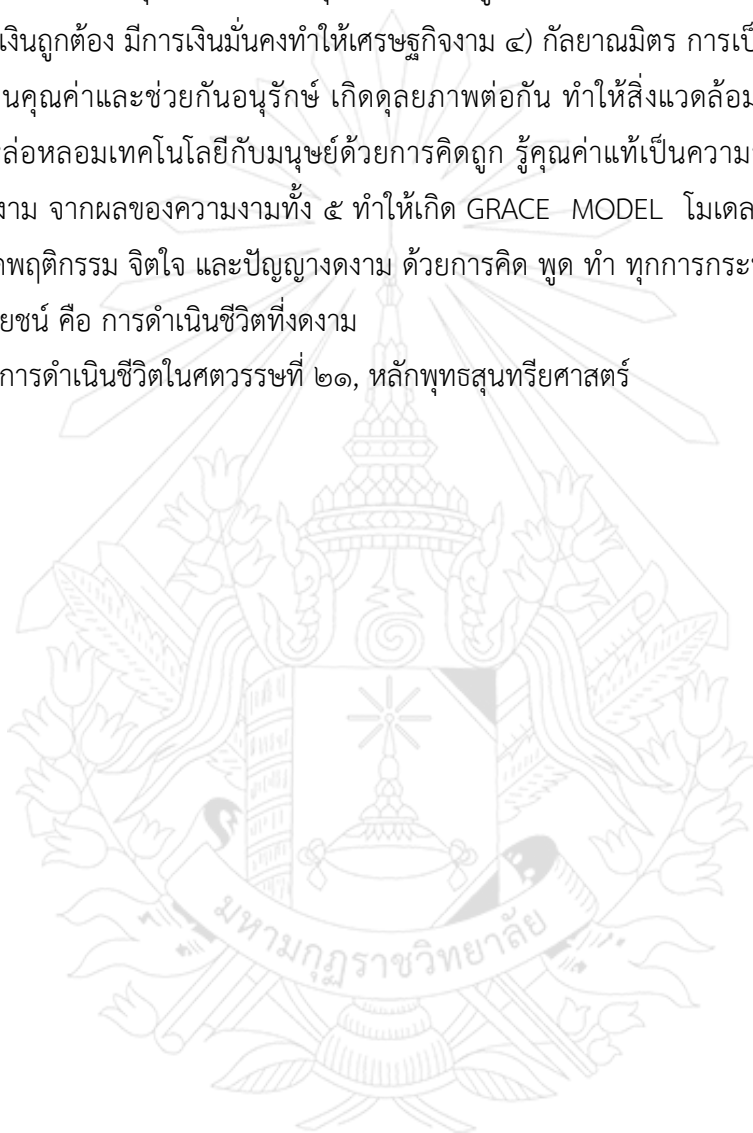 เงินถูกต้อง มีการเงินมั่นคงทำให้เศรษฐกิจงาม ๔) กัลยาณมิตร การเป็
นคุณค่าและช่วยกันอนุรักษ์ เกิดดุลยภาพต่อกัน ทำให้สิ่งแวดล้อม
ล่อหลอมเทคโนโลยีกับมนุษย์ด้วยการคิดถูก รู้คุณค่าแท้เป็นความ
งาม จากผลของความงามทั้ง ๕ ทำให้เกิด GRACE MODEL โมเดล
พฤติกรรม จิตใจ และปัญญางดงาม ด้วยการคิด พูด ทำ ทุกการกระ
ยชน์ คือ การดำเนินชีวิตที่งดงาม
การดำเนินชีวิตในศตวรรษที่ ๒๑, หลักพุทธสุนทรียศาสตร์
มหามกุฏราชวิทยาลัย